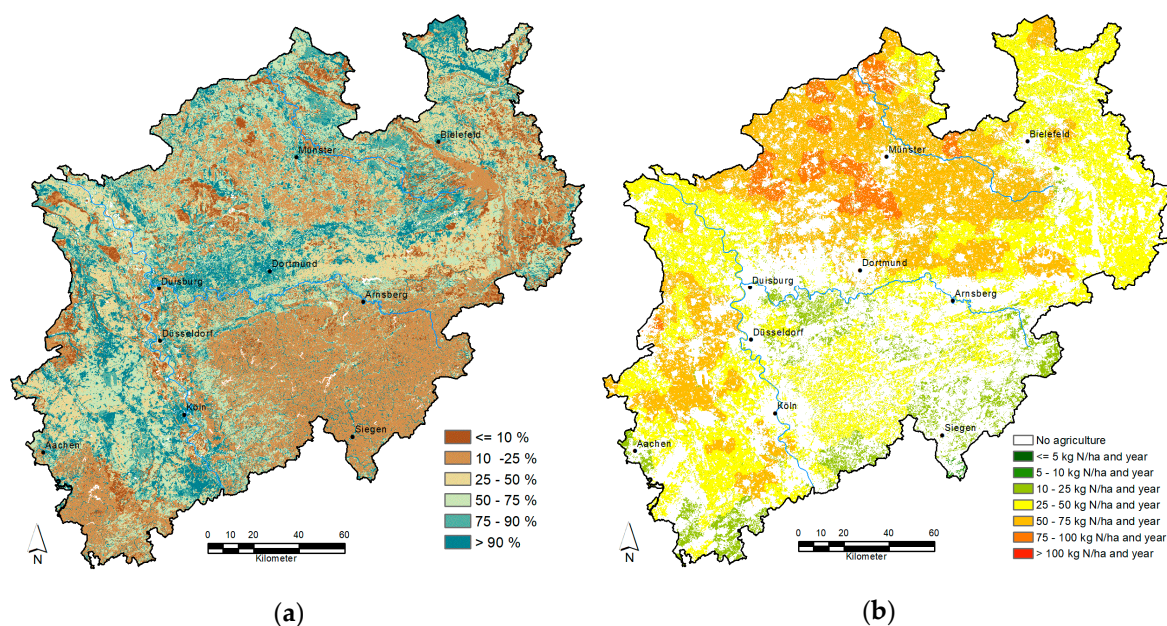 Bielefeld
Münster
Dortmund
Duisburg
Arnsberg
Düsseldorf
Köln
Siegen
Aachen
<= 10 %
10 -25 %
25 - 50 %
50 - 75 %
75 - 90 %
> 90 %
N
0 10 20 40 60
Kilometer
(a)
Bielefeld
Münster
Dortmund
Duisburg
Arnsberg
Düsseldorf
Köln
Siegen
Aachen
No agriculture
<= 5 kg N/ha and year
5 - 10 kg N/ha and year
10 - 25 kg N/ha and year
25 - 50 kg N/ha and year
50 - 75 kg N/ha and year
75 - 100 kg N/ha and year
> 100 kg N/ha and year
N
0 10 20 40 60
Kilometer
(b)